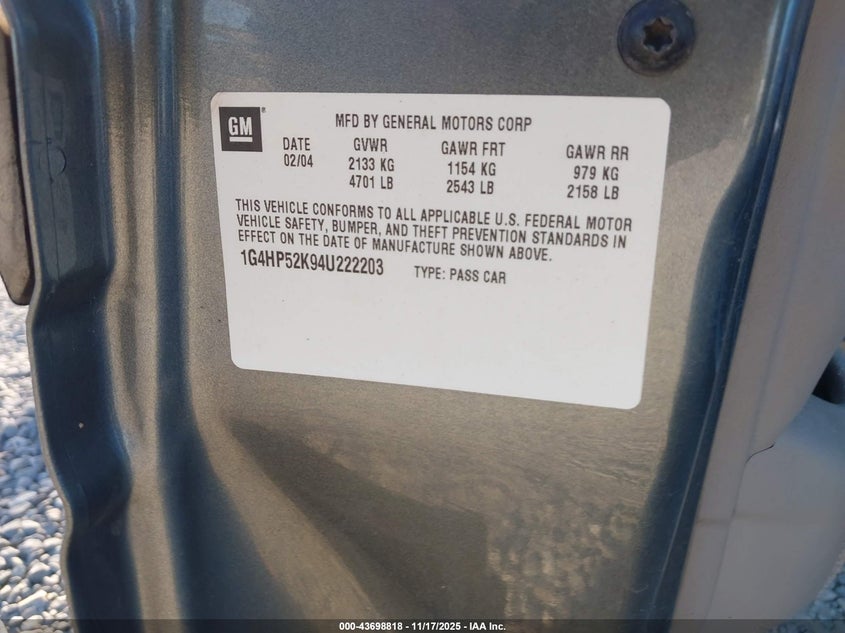 GM®
MFD BY GENERAL MOTORS CORP
DATE GVWR GAWR FRT GAWR RR
02/04 2133 KG 1154 KG 979 KG
4701 LB 2543 LB 2158 LB
THIS VEHICLE CONFORMS TO ALL APPLICABLE U.S. FEDERAL MOTOR
VEHICLE SAFETY, BUMPER, AND THEFT PREVENTION STANDARDS IN
EFFECT ON THE DATE OF MANUFACTURE SHOWN ABOVE.
1G4HP52K94U222203 TYPE: PASS CAR
000-43698818 - 11/17/2025 - IAA Inc.